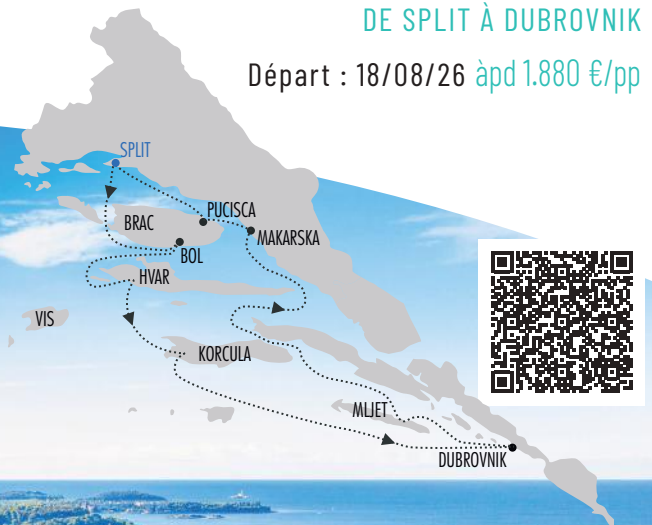 DE SPLIT À DUBROVNIK
Départ : 18/08/26 àpd 1.880 €/pp
SPLIT
PUCISCA
BRAC
MAKARSKA
BOL
HVAR
VIS
KORCULA
MLJET
DUBROVNIK